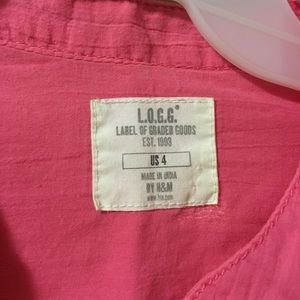 L.O.G.G.®
LABEL OF GRADED GOODS
EST. 1993
US 4
MADE IN INDIA
BY H&M
www.hm.com